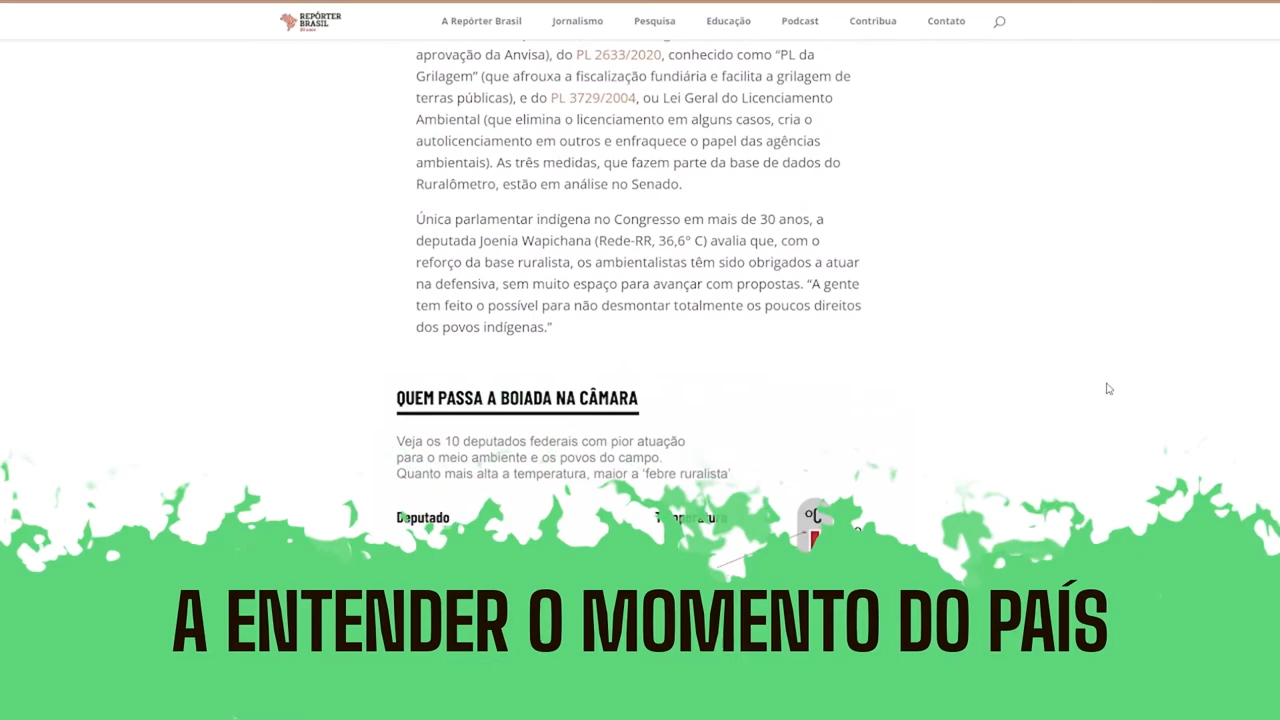 REPÓRTER
BRASIL
20 anos
A Repórter Brasil Jornalismo Pesquisa Educação Podcast Contribua Contato
aprovação da Anvisa), do PL 2633/2020, conhecido como “PL da
Grilagem” (que afrouxa a fiscalização fundiária e facilita a grilagem de
terras públicas), e do PL 3729/2004, ou Lei Geral do Licenciamento
Ambiental (que elimina o licenciamento em alguns casos, cria o
autolicenciamento em outros e enfraquece o papel das agências
ambientais). As três medidas, que fazem parte da base de dados do
Ruralômetro, estão em análise no Senado.
Única parlamentar indígena no Congresso em mais de 30 anos, a
deputada Joenia Wapichana (Rede-RR, 36,6° C) avalia que, com o
reforço da base ruralista, os ambientalistas têm sido obrigados a atuar
na defensiva, sem muito espaço para avançar com propostas. “A gente
tem feito o possível para não desmontar totalmente os poucos direitos
dos povos indígenas.”
QUEM PASSA A BOIADA NA CÂMARA
Veja os 10 deputados federais com pior atuação
para o meio ambiente e os povos do campo.
Quanto mais alta a temperatura, maior a ‘febre ruralista’
Deputado Temperatura °C
A ENTENDER O MOMENTO DO PAÍS